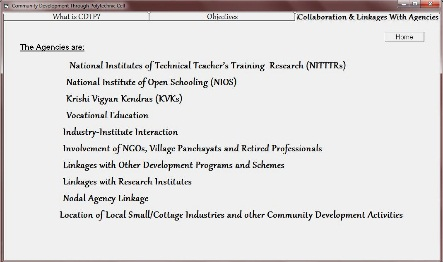 Community Development Through Polytechnic Cell
What is CDTP?
Objectives
Collaboration & Linkages With Agencies
Home
The Agencies are:
National Institutes of Technical Teacher's Training Research (NITTTRs)
National Institute of Open Schooling (NIOS)
Krishi Vigyan Kendras (KVKs)
Vocational Education
Industry-Institute Interaction
Involvement of NGOs, Village Panchayats and Retired Professionals
Linkages with Other Development Programs and Schemes
Linkages with Research Institutes
Nodal Agency Linkage
Location of Local Small/Cottage Industries and other Community Development Activities